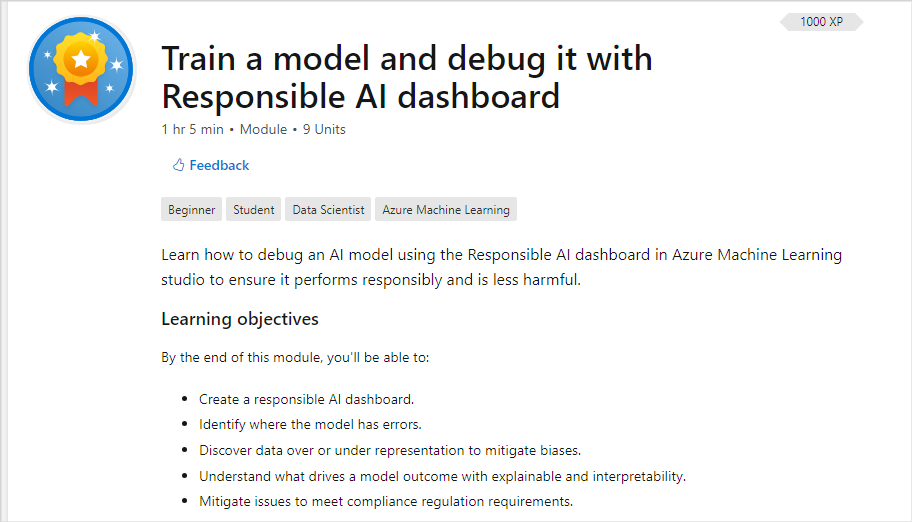 1000 XP
Train a model and debug it with
Responsible AI dashboard
1 hr 5 min • Module • 9 Units
Feedback
Beginner Student Data Scientist Azure Machine Learning
Learn how to debug an AI model using the Responsible AI dashboard in Azure Machine Learning
studio to ensure it performs responsibly and is less harmful.
Learning objectives
By the end of this module, you'll be able to:
• Create a responsible AI dashboard.
• Identify where the model has errors.
• Discover data over or under representation to mitigate biases.
• Understand what drives a model outcome with explainable and interpretability.
• Mitigate issues to meet compliance regulation requirements.